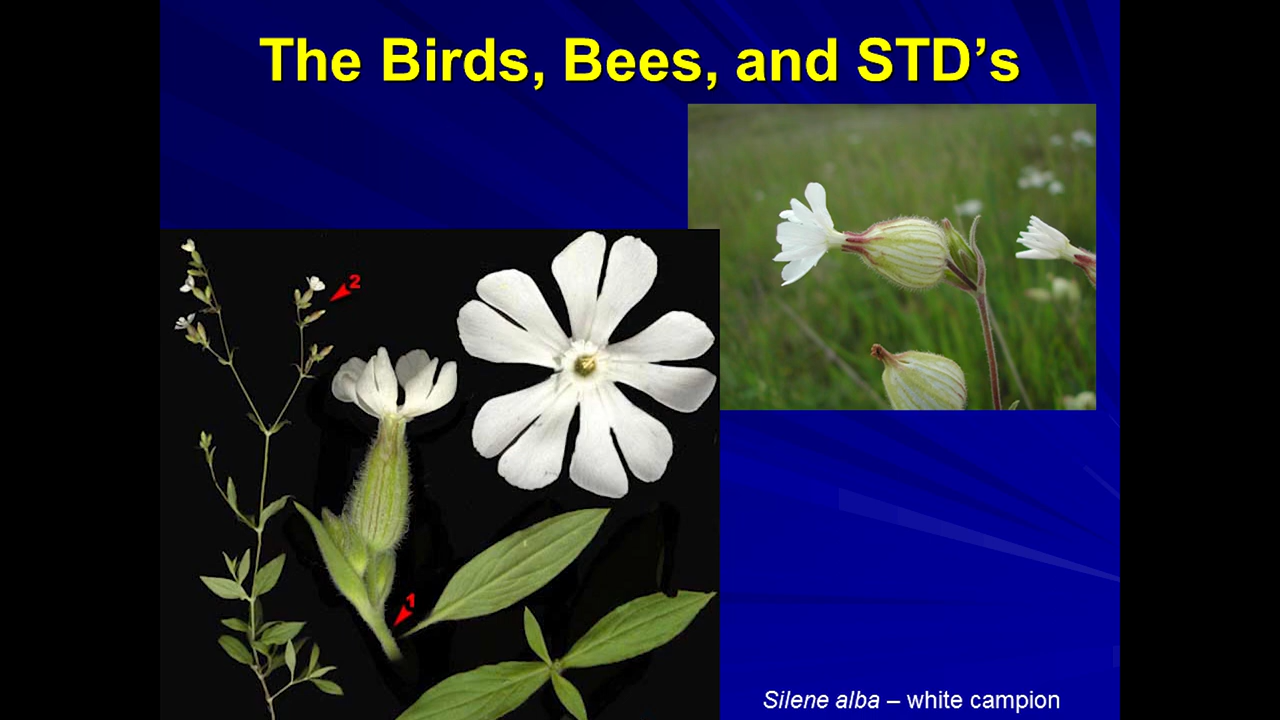 The Birds, Bees, and STD’s
2
1
Silene alba – white campion